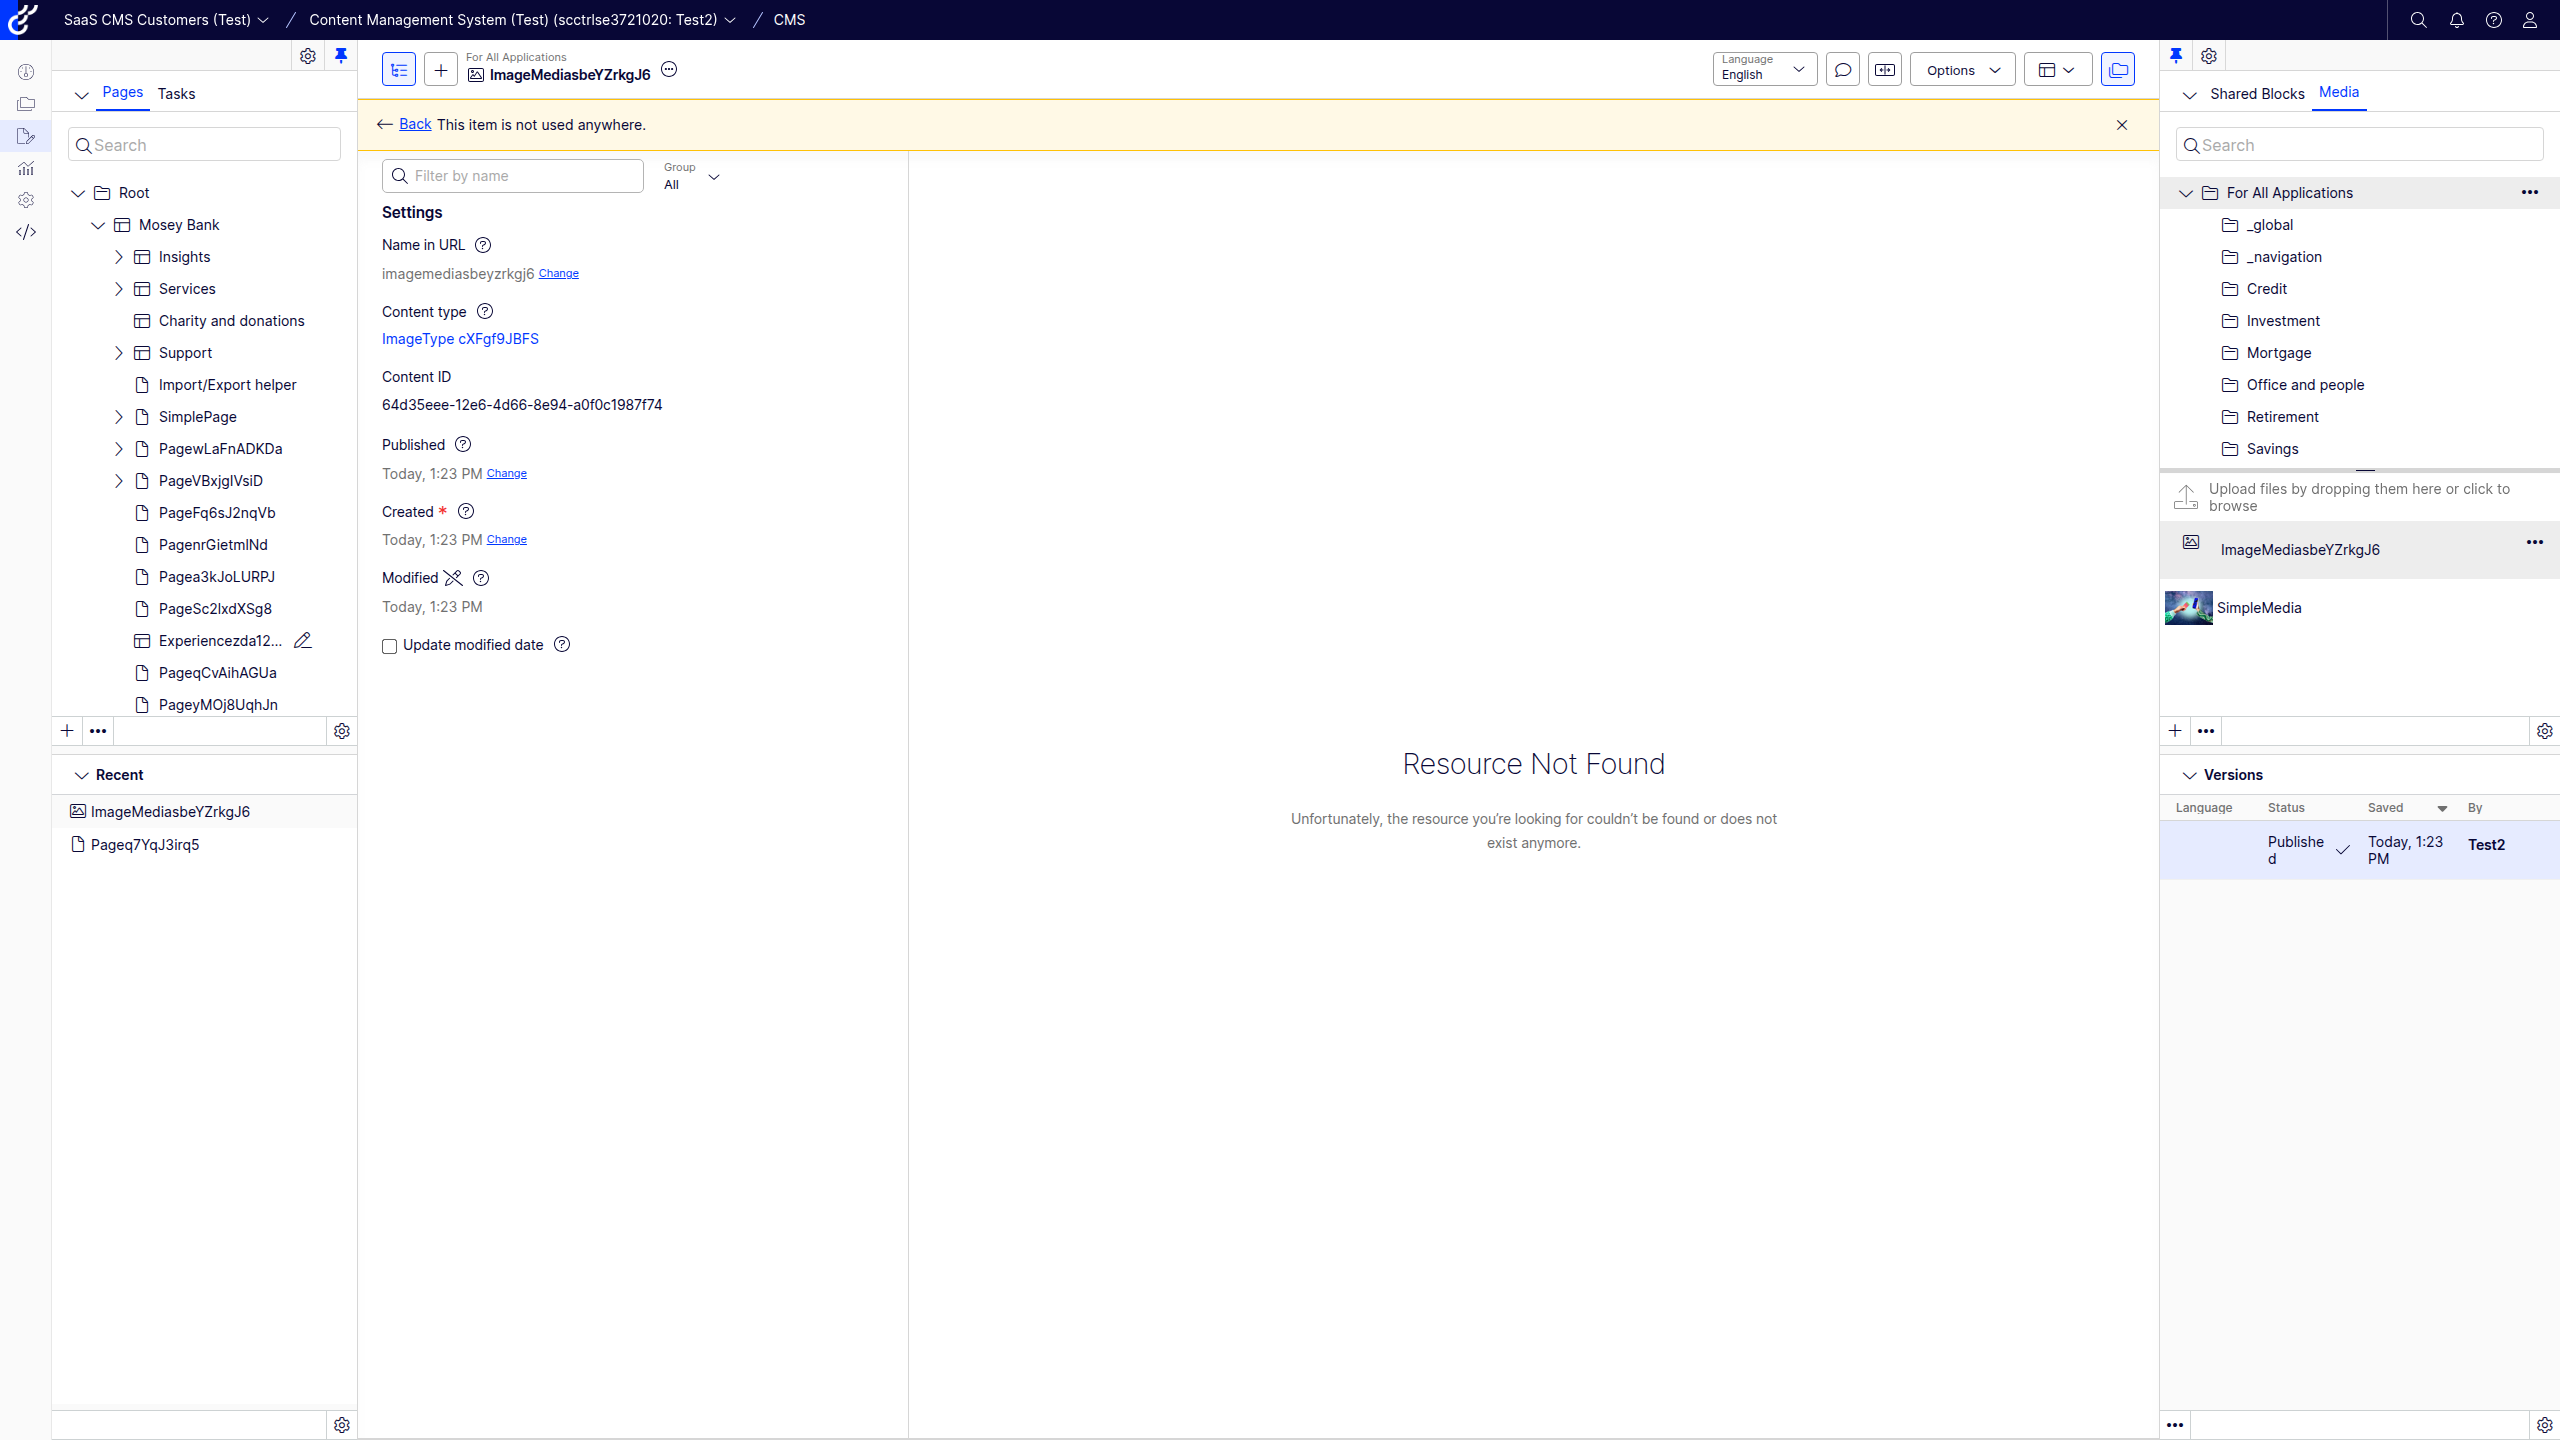 SaaS CMS Customers (Test) / Content Management System (Test) (scctrlse3721020: Test2) / CMS
Pages Tasks
Search
Root
Mosey Bank
Insights
Services
Charity and donations
Support
Import/Export helper
SimplePage
PagewLaFnADKDa
PageVBxjglVsiD
PageFq6sJ2nqVb
PagenrGietmlNd
Pagea3kJoLURPJ
PageSc2lxdXSg8
Experiencezda12...
PageqCvAihAGUa
PageyMOj8UqhJn
Recent
ImageMediasbeYZrkgJ6
Pageq7YqJ3irq5
For All Applications
ImageMediasbeYZrkgJ6
Language
English
Options
Back This item is not used anywhere.
Filter by name
Group
All
Settings
Name in URL
imagemediasbeyzrkgj6 Change
Content type
ImageType cXFgf9JBFS
Content ID
64d35eee-12e6-4d66-8e94-a0f0c1987f74
Published
Today, 1:23 PM Change
Created *
Today, 1:23 PM Change
Modified
Today, 1:23 PM
Update modified date
Resource Not Found
Unfortunately, the resource you're looking for couldn't be found or does not
exist anymore.
Shared Blocks Media
Search
For All Applications
_global
_navigation
Credit
Investment
Mortgage
Office and people
Retirement
Savings
Upload files by dropping them here or click to
browse
ImageMediasbeYZrkgJ6
SimpleMedia
Versions
Language Status Saved By
Publishe
d
Today, 1:23
PM
Test2